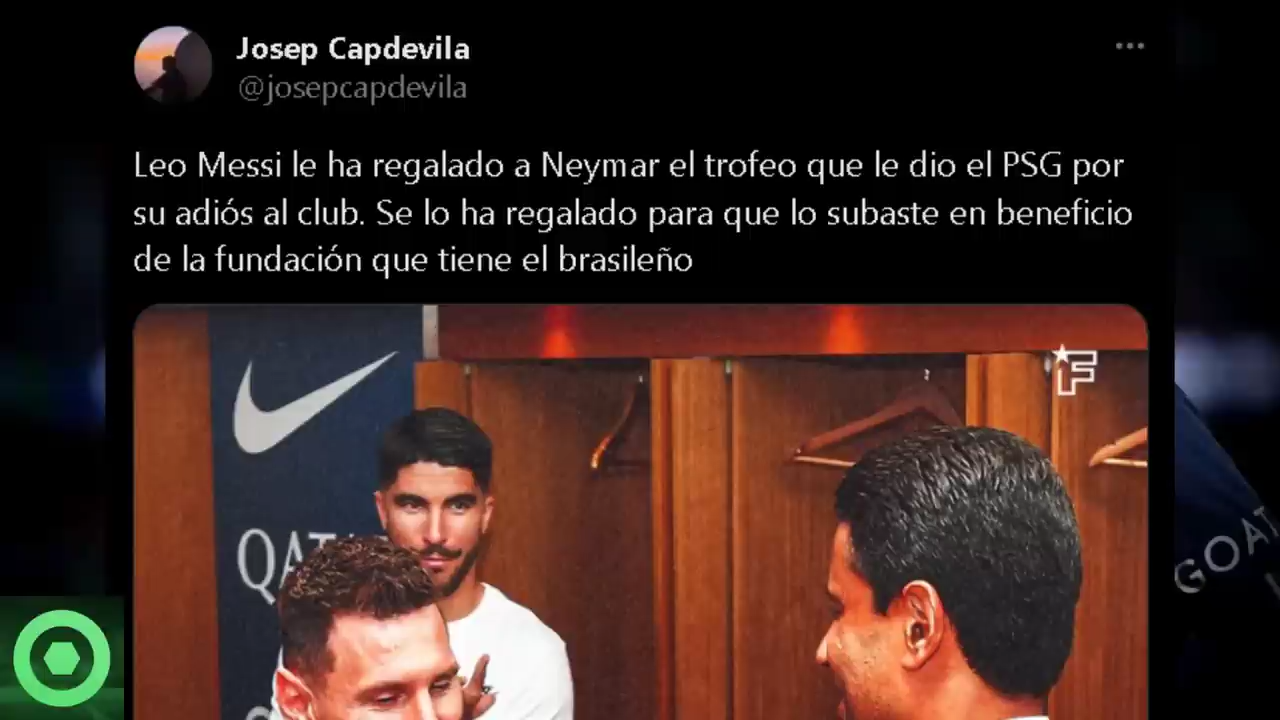 Josep Capdevila
@josepcapdevila
Leo Messi le ha regalado a Neymar el trofeo que le dio el PSG por
su adiós al club. Se lo ha regalado para que lo subaste en beneficio
de la fundación que tiene el brasileño
F
QAT
GOAT